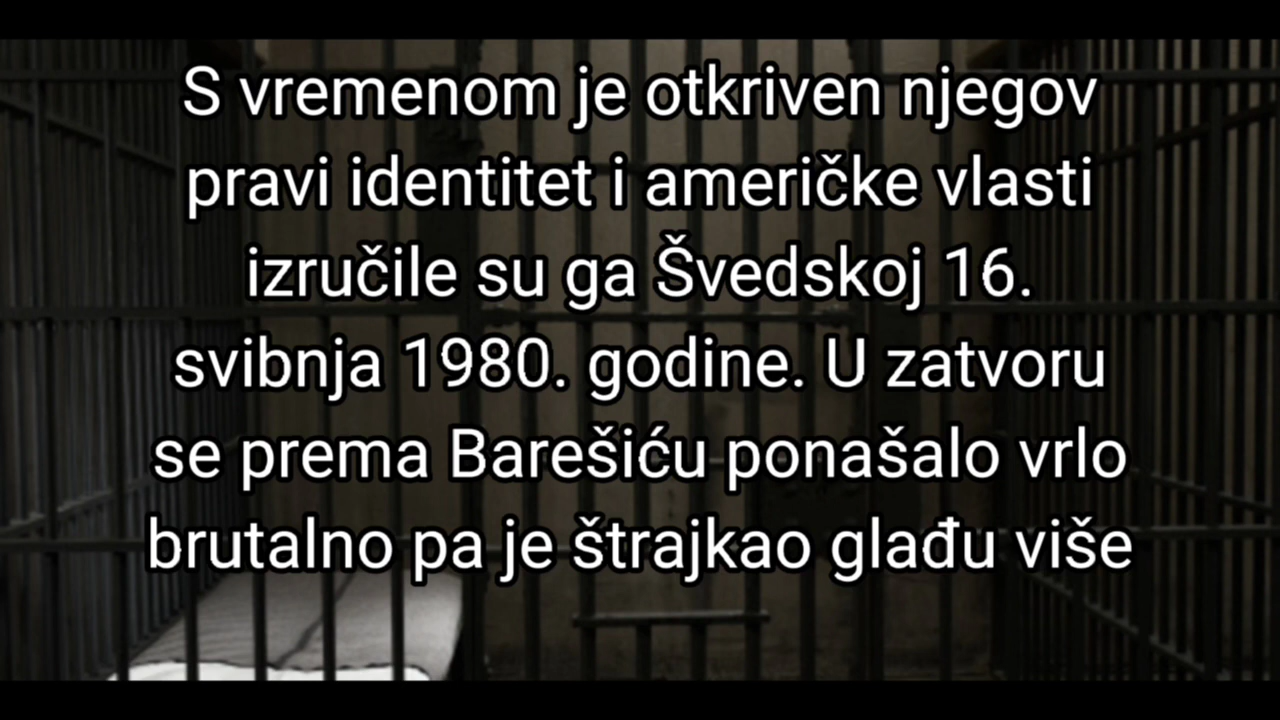 S vremenom je otkriven njegov
pravi identitet i američke vlasti
izručile su ga Švedskoj 16.
svibnja 1980. godine. U zatvoru
se prema Barešiću ponašalo vrlo
brutalno pa je štrajkao glađu više